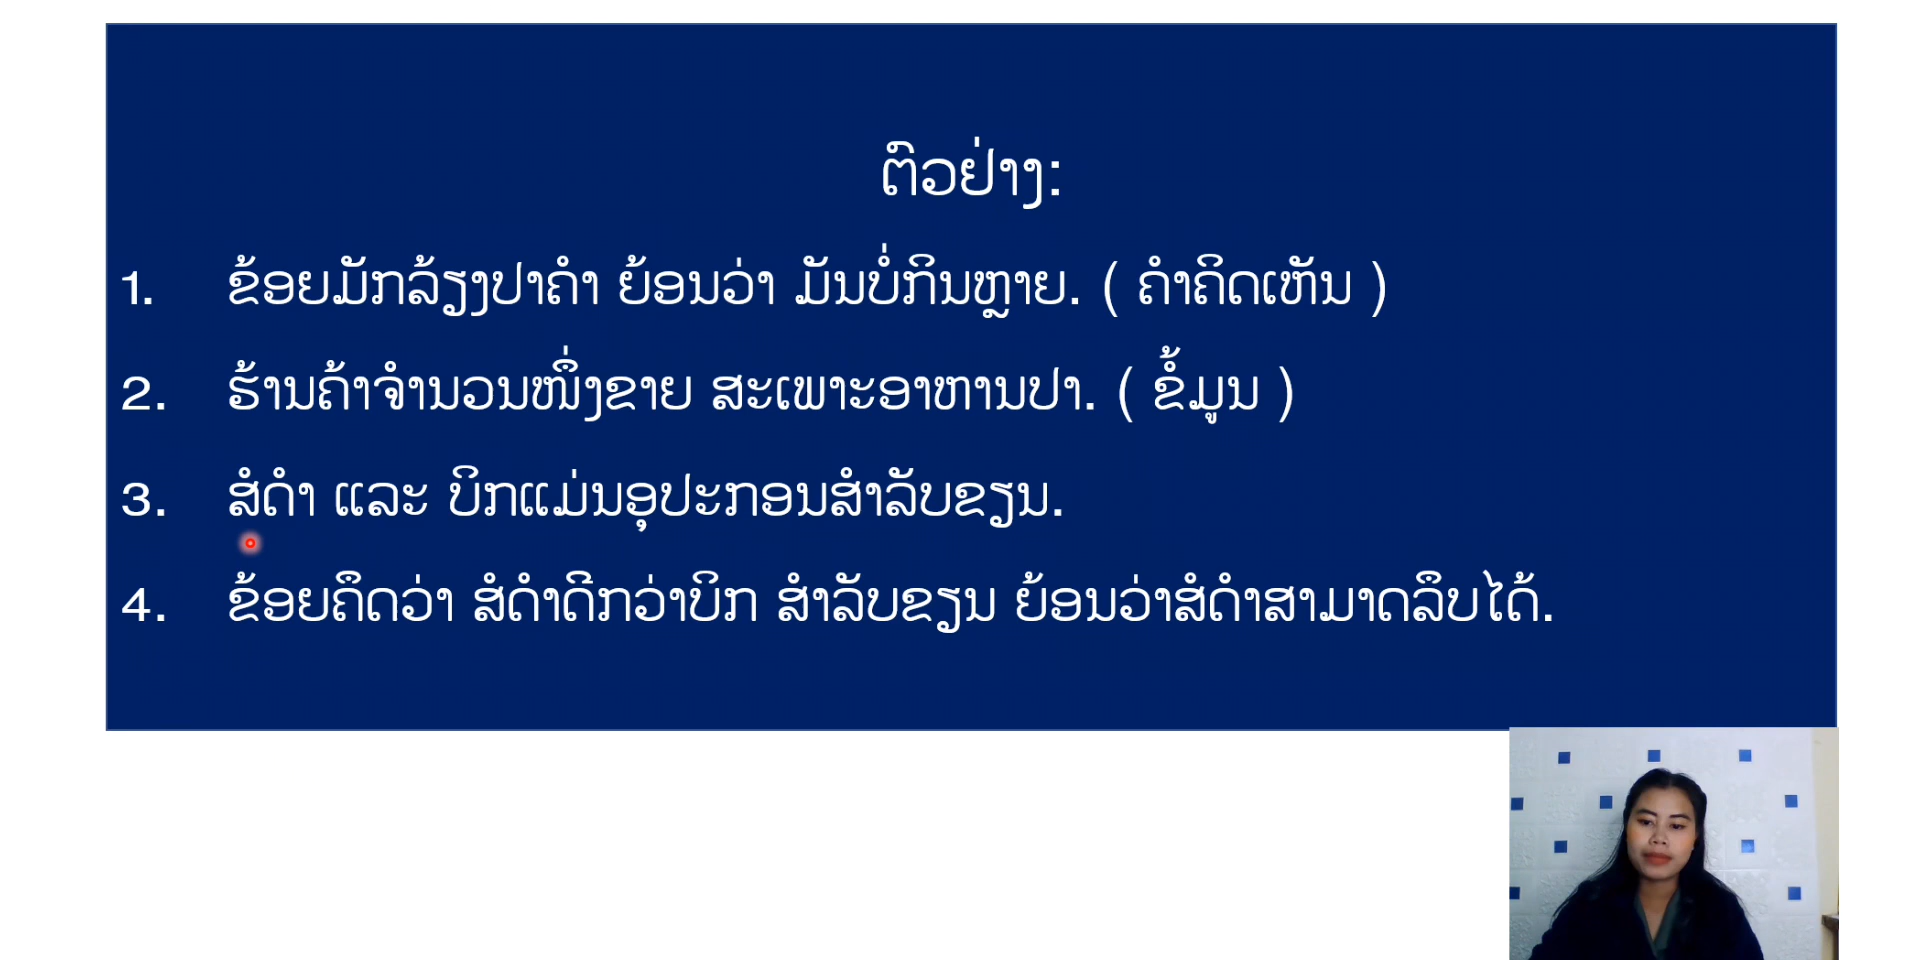 ຕົວຢ່າງ:
1. ຂ້ອຍມັກລ້ຽງປາຄຳ ຍ້ອນວ່າ ມັນບໍ່ກິນຫຼາຍ. ( ຄຳຄິດເຫັນ )
2. ຮ້ານຄ້າຈຳນວນໜຶ່ງຂາຍ ສະເພາະອາຫານປາ. ( ຂໍ້ມູນ )
3. ສໍດຳ ແລະ ບິກແມ່ນອຸປະກອນສຳລັບຂຽນ.
4. ຂ້ອຍຄິດວ່າ ສໍດຳດີກວ່າບິກ ສຳລັບຂຽນ ຍ້ອນວ່າສໍດຳສາມາດລຶບໄດ້.